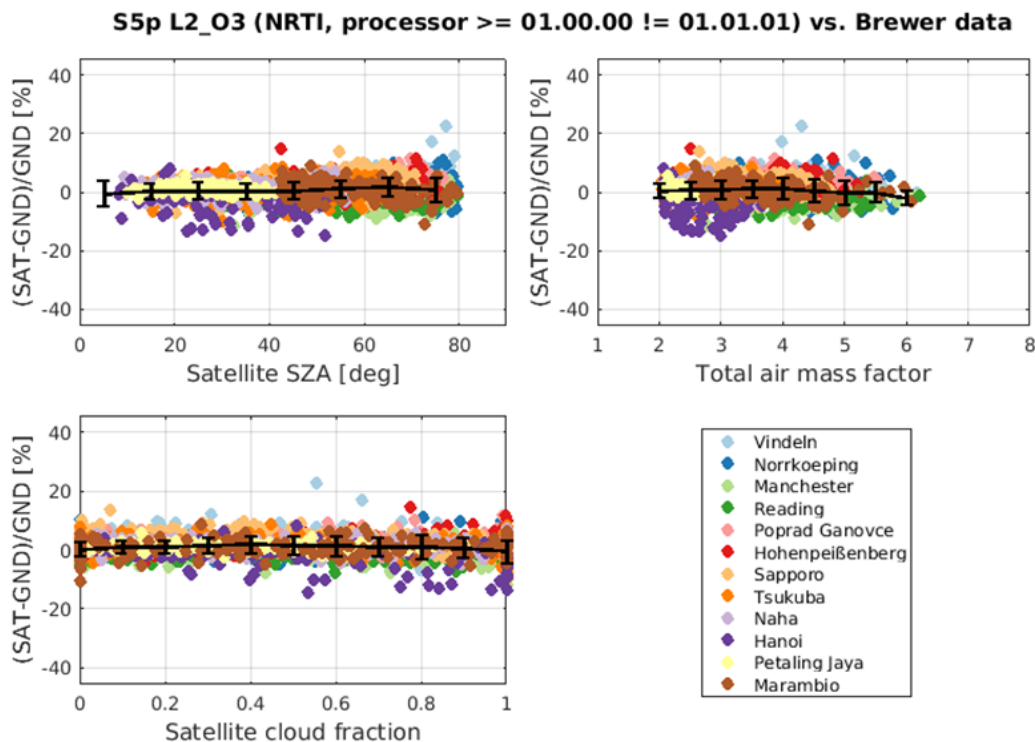 S5p L2_O3 (NRTI, processor >= 01.00.00 != 01.01.01) vs. Brewer data
(SAT-GND)/GND [%]
40
20
0
-20
-40
0 20 40 60 80
Satellite SZA [deg]
(SAT-GND)/GND [%]
40
20
0
-20
-40
1 2 3 4 5 6 7 8
Total air mass factor
(SAT-GND)/GND [%]
40
20
0
-20
-40
0 0.2 0.4 0.6 0.8 1
Satellite cloud fraction
Vindeln
Norrkoeping
Manchester
Reading
Poprad Ganovce
Hohenpeißenberg
Sapporo
Tsukuba
Naha
Hanoi
Petaling Jaya
Marambio